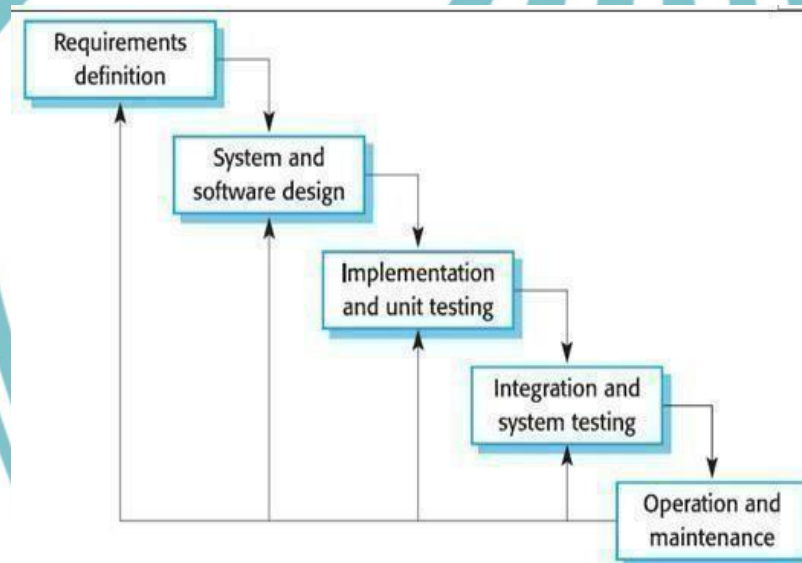 Requirements
definition
System and
software design
Implementation
and unit testing
Integration and
system testing
Operation and
maintenance